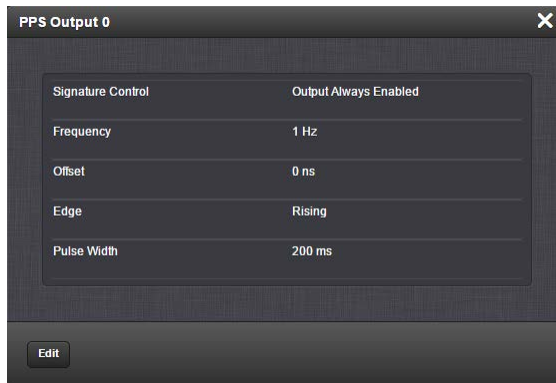 PPS Output 0
Signature Control Output Always Enabled
Frequency 1 Hz
Offset 0 ns
Edge Rising
Pulse Width 200 ms
Edit